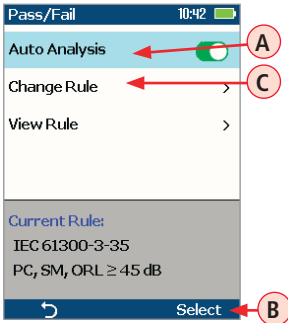 Pass/Fail 10:42
Auto Analysis
A
Change Rule >
C
View Rule >
Current Rule:
IEC 61300-3-35
PC, SM, ORL ≥ 45 dB
Select
B